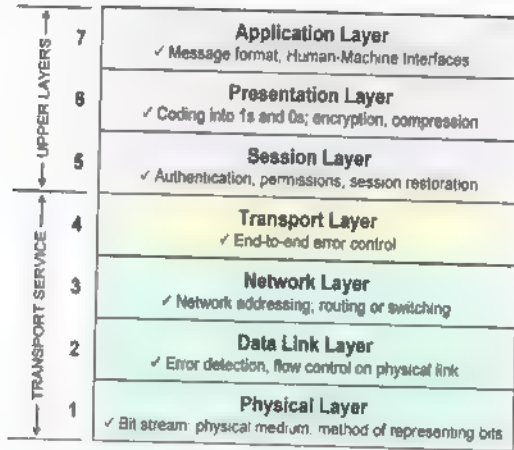 UPPER LAYERS
7
Application Layer
✓ Message format, Human-Machine Interfaces
6
Presentation Layer
✓ Coding into 1s and 0s; encryption, compression
5
Session Layer
✓ Authentication, permissions, session restoration
TRANSPORT SERVICE
4
Transport Layer
✓ End-to-end error control
3
Network Layer
✓ Network addressing; routing or switching
2
Data Link Layer
✓ Error detection, flow control on physical link
1
Physical Layer
✓ Bit stream: physical medium, method of representing bits